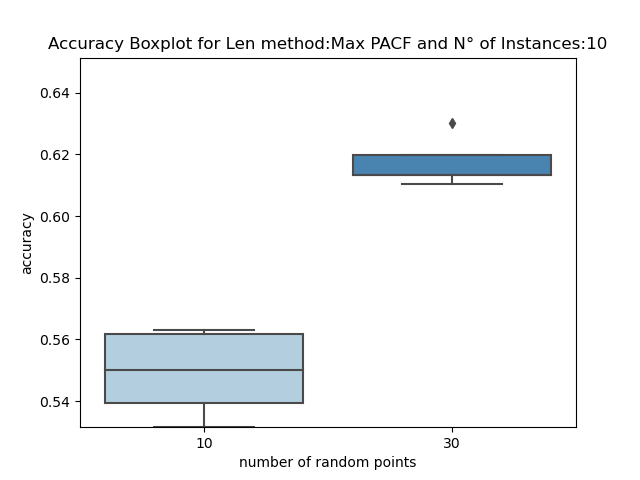 Accuracy Boxplot for Len method:Max PACF and N° of Instances:10
0.64
0.62
0.60
0.58
0.56
0.54
accuracy
10 30
number of random points